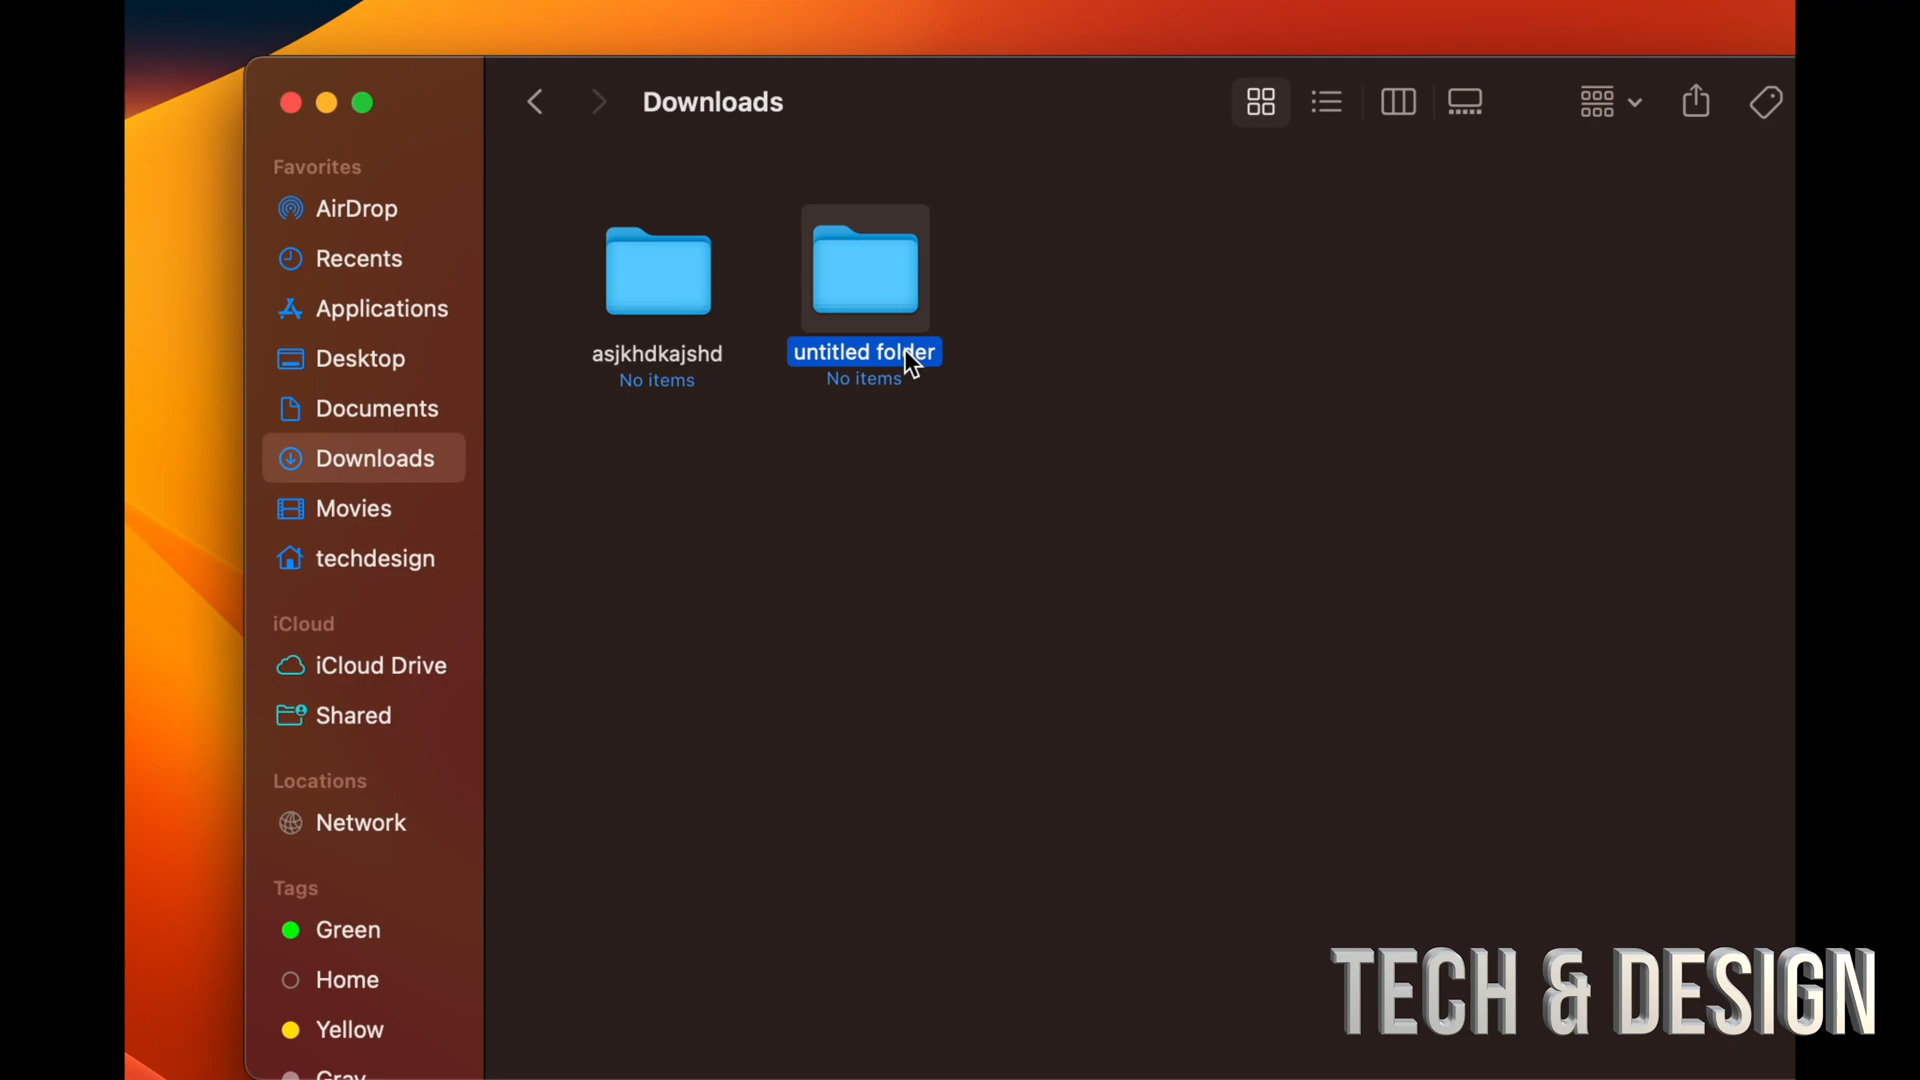 Downloads
Favorites
AirDrop
Recents
Applications
Desktop
Documents
Downloads
Movies
techdesign
iCloud
iCloud Drive
Shared
Locations
Network
Tags
Green
Home
Yellow
Gray
asjkhdkajshd
No items
untitled folder
No items
TECH & DESIGN